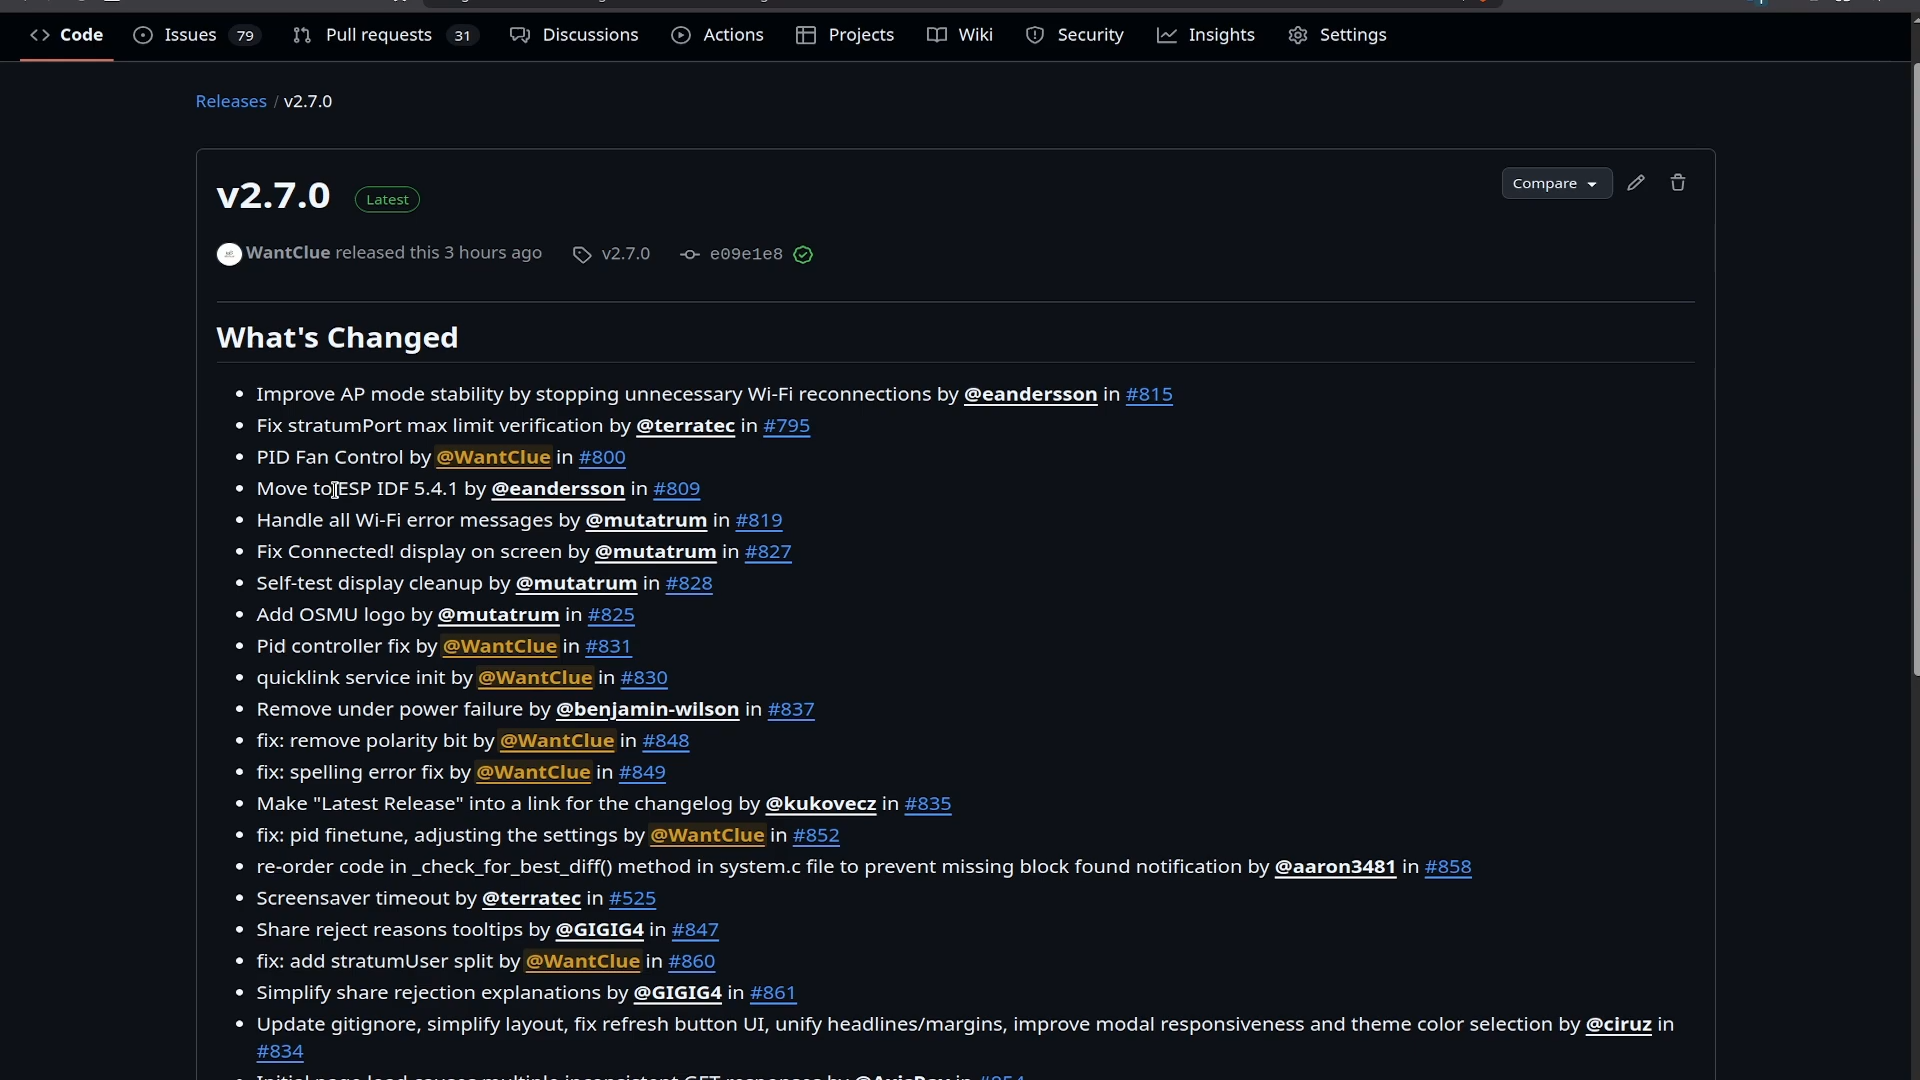 Code Issues 79 Pull requests 31 Discussions Actions Projects Wiki Security Insights Settings
Releases / v2.7.0
v2.7.0 Latest Compare
WantClue released this 3 hours ago v2.7.0 e09e1e8
What's Changed
Improve AP mode stability by stopping unnecessary Wi-Fi reconnections by @eandersson in #815
Fix stratumPort max limit verification by @terratec in #795
PID Fan Control by @WantClue in #800
Move to ESP IDF 5.4.1 by @eandersson in #809
Handle all Wi-Fi error messages by @mutatrum in #819
Fix Connected! display on screen by @mutatrum in #827
Self-test display cleanup by @mutatrum in #828
Add OSMU logo by @mutatrum in #825
Pid controller fix by @WantClue in #831
quicklink service init by @WantClue in #830
Remove under power failure by @benjamin-wilson in #837
fix: remove polarity bit by @WantClue in #848
fix: spelling error fix by @WantClue in #849
Make "Latest Release" into a link for the changelog by @kukovecz in #835
fix: pid finetune, adjusting the settings by @WantClue in #852
re-order code in _check_for_best_diff() method in system.c file to prevent missing block found notification by @aaron3481 in #858
Screensaver timeout by @terratec in #525
Share reject reasons tooltips by @GIGIG4 in #847
fix: add stratumUser split by @WantClue in #860
Simplify share rejection explanations by @GIGIG4 in #861
Update gitignore, simplify layout, fix refresh button UI, unify headlines/margins, improve modal responsiveness and theme color selection by @ciruz in
#834
Initial page load causes multiple inconsistent GET responses by